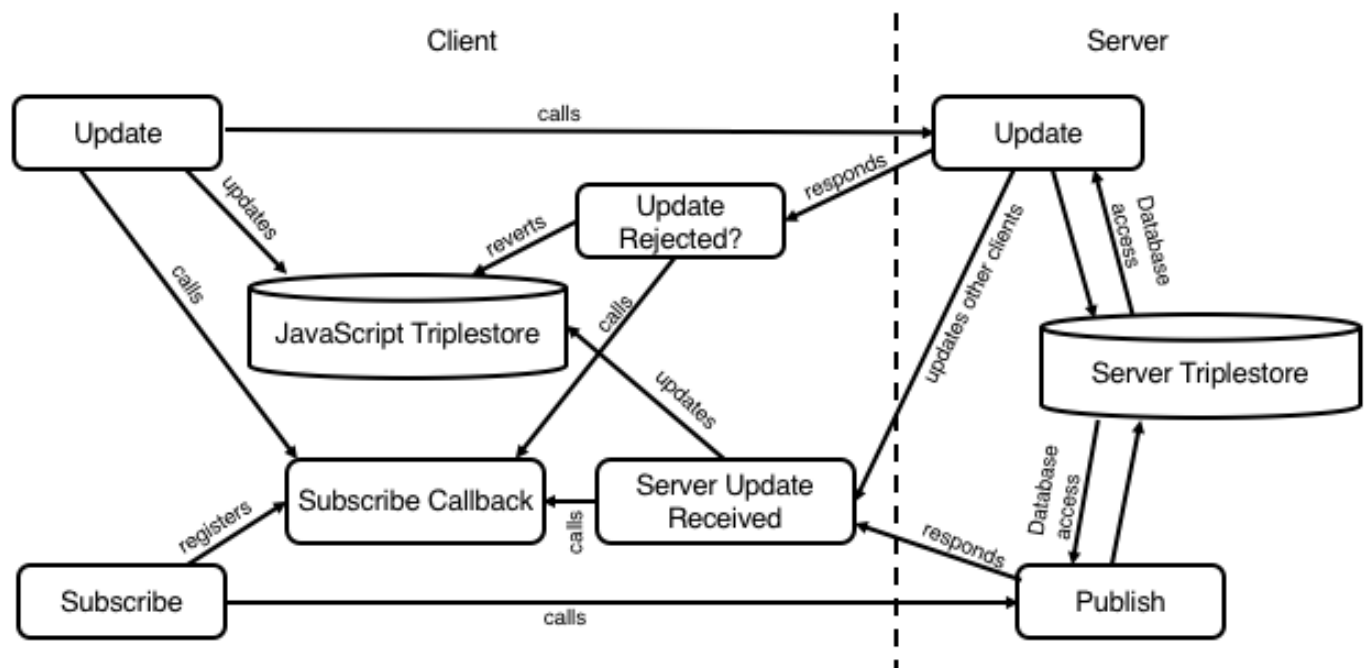 Client
Server
Update
calls
Update
updates
responds
Update
Rejected?
reverts
calls
calls
updates other clients
Database
access
JavaScript Triplestore
Server Triplestore
updates
Subscribe Callback
calls
Server Update
Received
Database
access
registers
responds
Subscribe
calls
Publish